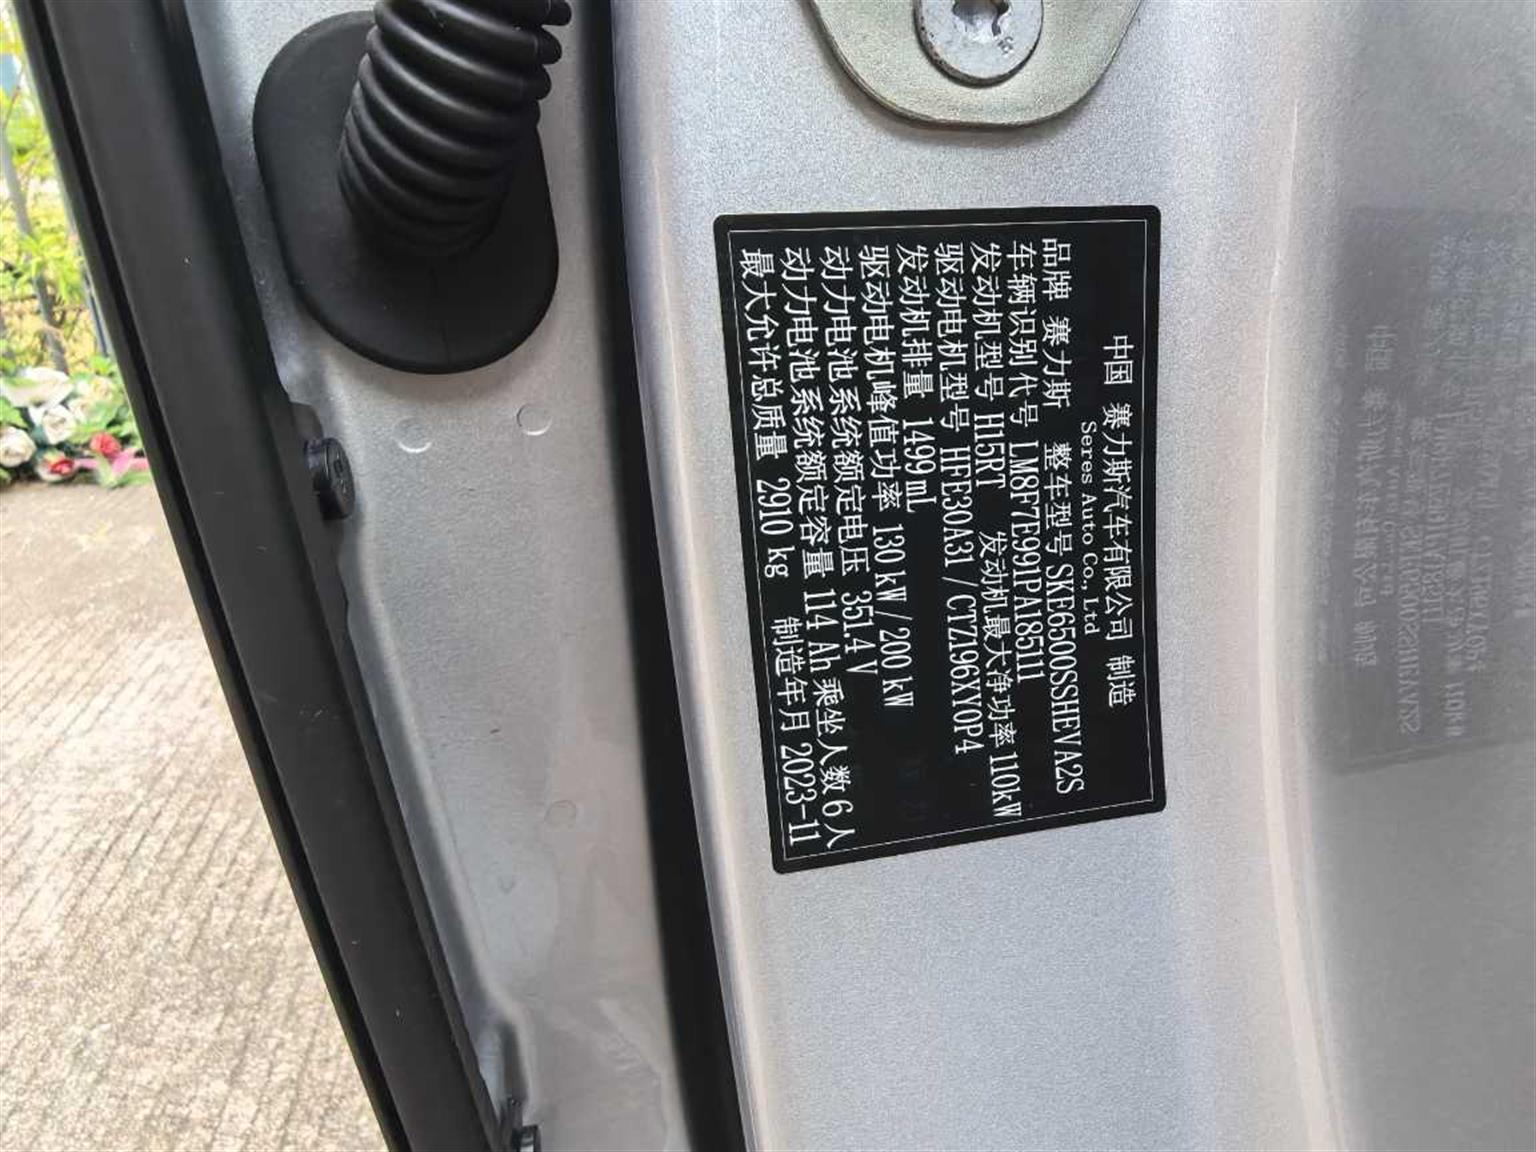 中国 赛力斯汽车有限公司 制造
Seres Auto Co., Ltd
品牌 赛力斯 整车型号 SKE6500SSHEVA2S
车辆识别代号 LM8F7E991PA185111
发动机型号 H15RT 发动机最大净功率 110kW
驱动电机型号 HFE30A31 / CTZ196XY0P4
发动机排量 1499 mL
驱动电机峰值功率 130 kW / 200 kW
动力电池系统额定电压 351.4 V
动力电池系统额定容量 114 Ah 乘坐人数 6 人
最大允许总质量 2910 kg 制造年月 2023-11